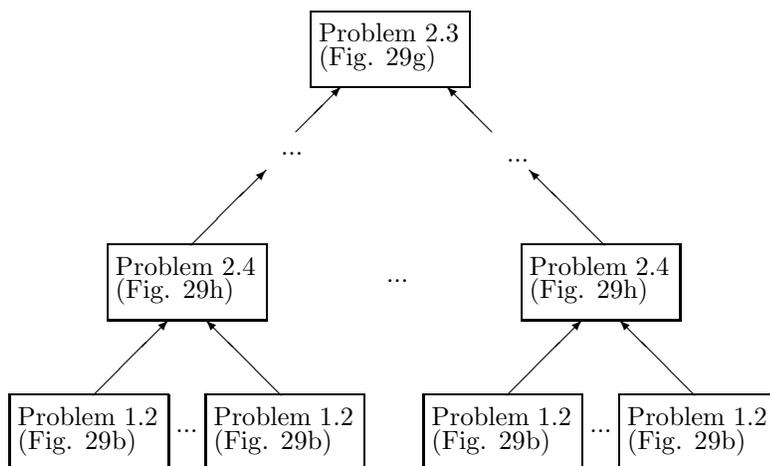 Problem 2.3
(Fig. 29g)
...
...
Problem 2.4
(Fig. 29h)
...
Problem 2.4
(Fig. 29h)
Problem 1.2
(Fig. 29b)
...
Problem 1.2
(Fig. 29b)
Problem 1.2
(Fig. 29b)
...
Problem 1.2
(Fig. 29b)